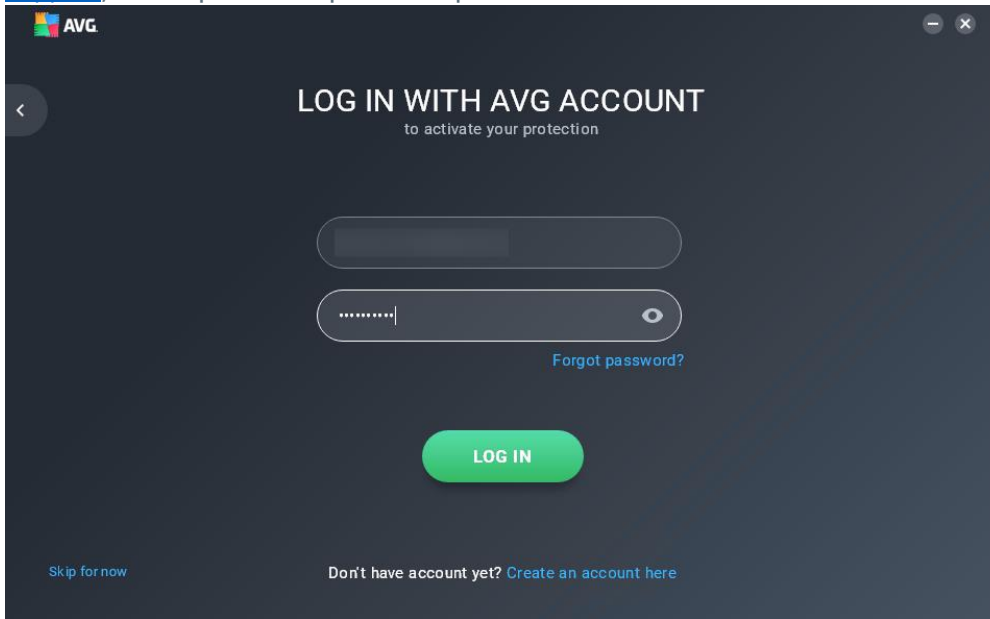 AVG
LOG IN WITH AVG ACCOUNT
to activate your protection
••••••••••
Forgot password?
LOG IN
Skip for now
Don't have account yet? Create an account here